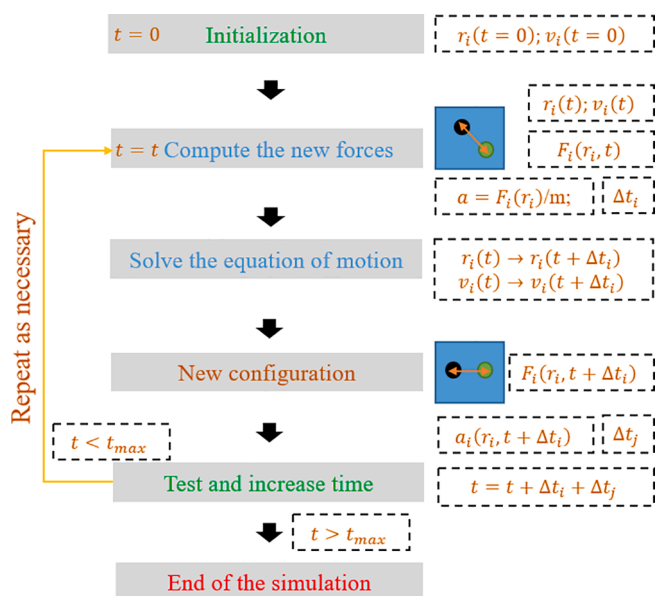 t = 0 Initialization
r_i(t = 0); v_i(t = 0)
r_i(t); v_i(t)
t = t Compute the new forces
F_i(r_i, t)
a = F_i(r_i)/m;
Δt_i
Solve the equation of motion
r_i(t) → r_i(t + Δt_i)
v_i(t) → v_i(t + Δt_i)
Repeat as necessary
New configuration
F_i(r_i, t + Δt_i)
a_i(r_i, t + Δt_i)
Δt_j
t < t_max
Test and increase time
t = t + Δt_i + Δt_j
t > t_max
End of the simulation